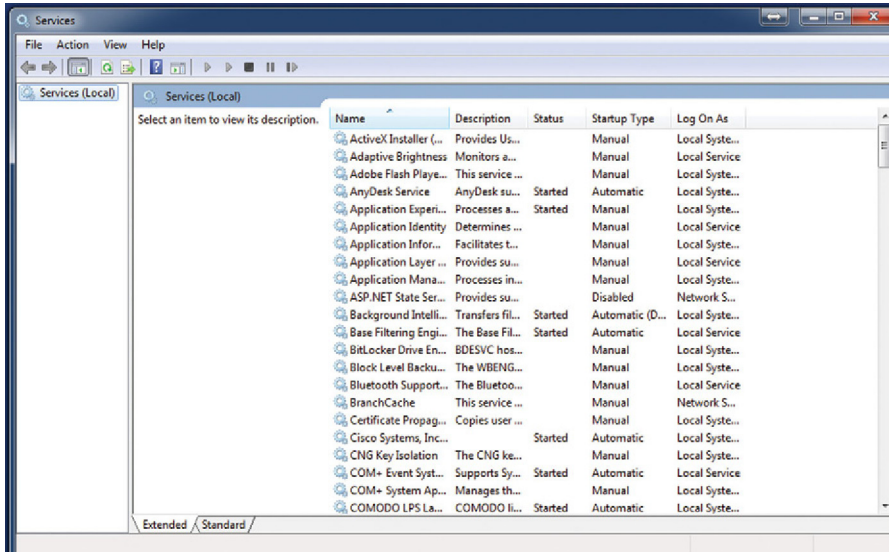 Services
File Action View Help
Services (Local)
Services (Local)
Select an item to view its description.
Name Description Status Startup Type Log On As
ActiveX Installer (... Provides Us... Manual Local Syste...
Adaptive Brightness Monitors a... Manual Local Service
Adobe Flash Playe... This service ... Manual Local Syste...
AnyDesk Service AnyDesk su... Started Automatic Local Syste...
Application Experi... Processes a... Started Manual Local Syste...
Application Identity Determines ... Manual Local Service
Application Infor... Facilitates t... Manual Local Syste...
Application Layer ... Provides su... Manual Local Service
Application Mana... Processes in... Manual Local Syste...
ASP.NET State Ser... Provides su... Disabled Network S...
Background Intelli... Transfers fil... Started Automatic (D... Local Syste...
Base Filtering Engi... The Base Fil... Started Automatic Local Service
BitLocker Drive En... BDESVC hos... Manual Local Syste...
Block Level Backu... The WBENG... Manual Local Syste...
Bluetooth Support... The Bluetoo... Manual Local Service
BranchCache This service ... Manual Network S...
Certificate Propag... Copies user ... Manual Local Syste...
Cisco Systems, Inc... Started Automatic Local Syste...
CNG Key Isolation The CNG ke... Manual Local Syste...
COM+ Event Syst... Supports Sy... Started Automatic Local Service
COM+ System Ap... Manages th... Manual Local Syste...
COMODO LPS La... COMODO li... Started Automatic Local Syste...
Extended Standard